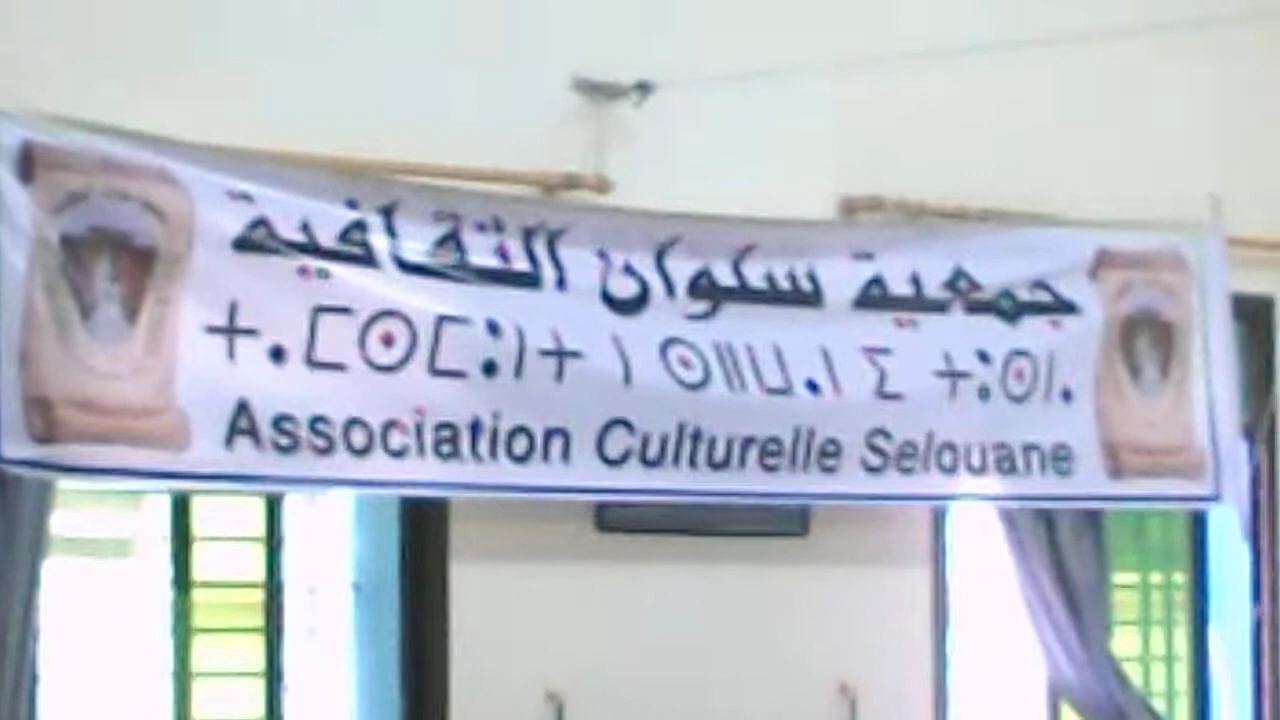 جمعية سلوان الثقافية
ⵜⴰⵎⵙⵎⵓⵏⵜ ⵏ ⵙⵍⵡⴰⵏ ⵉ ⵜⵓⵙⵏⴰ
Association Culturelle Selouane